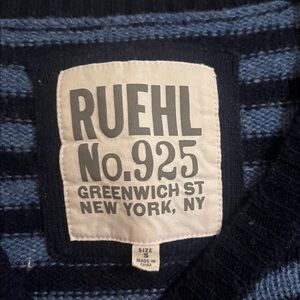 RUEHL
No.925
GREENWICH ST
NEW YORK, NY
SIZE
S
MADE IN
CHINA